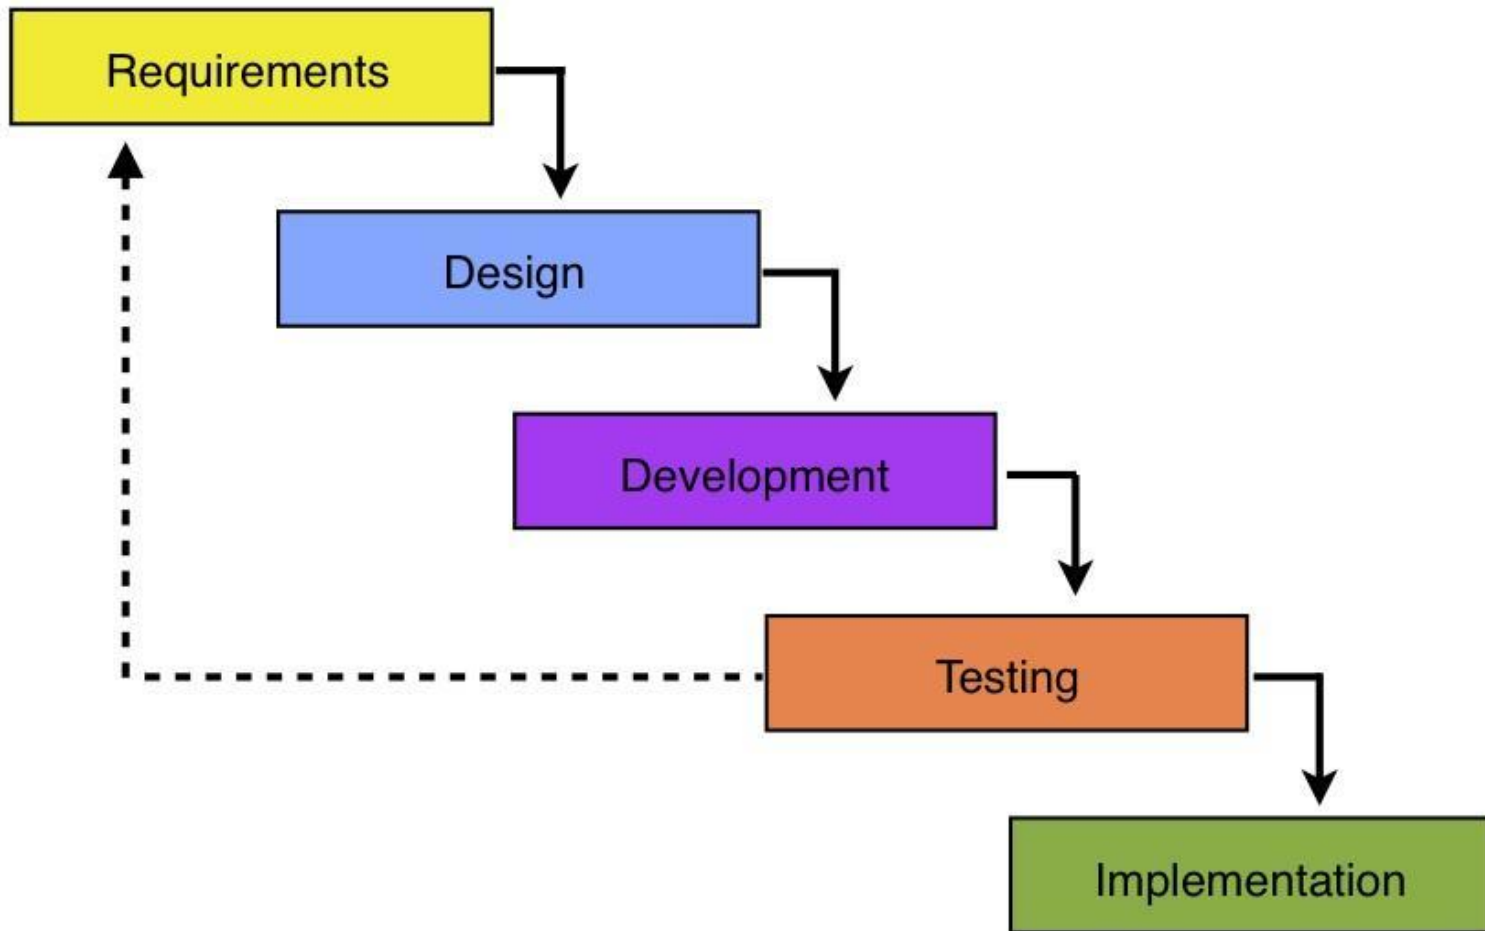 Requirements
Design
Development
Testing
Implementation